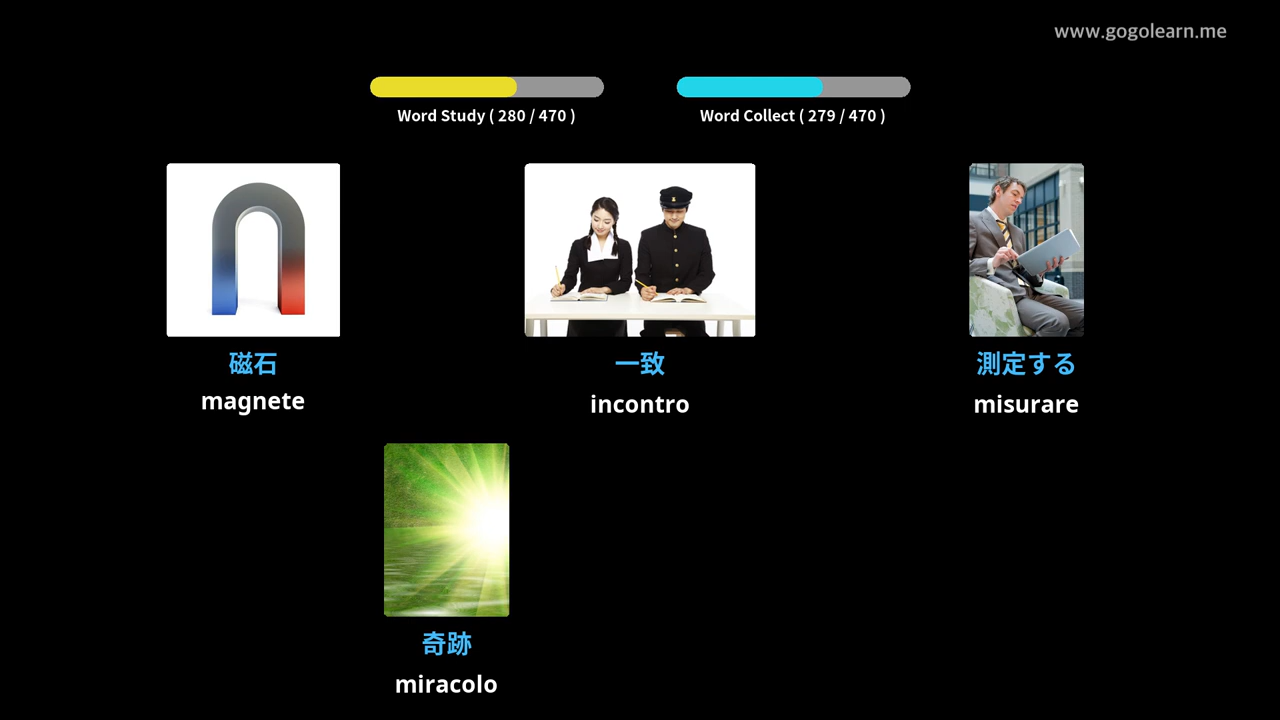 www.gogolearn.me
Word Study ( 280 / 470 )
Word Collect ( 279 / 470 )
磁石
magnete
一致
incontro
測定する
misurare
奇跡
miracolo